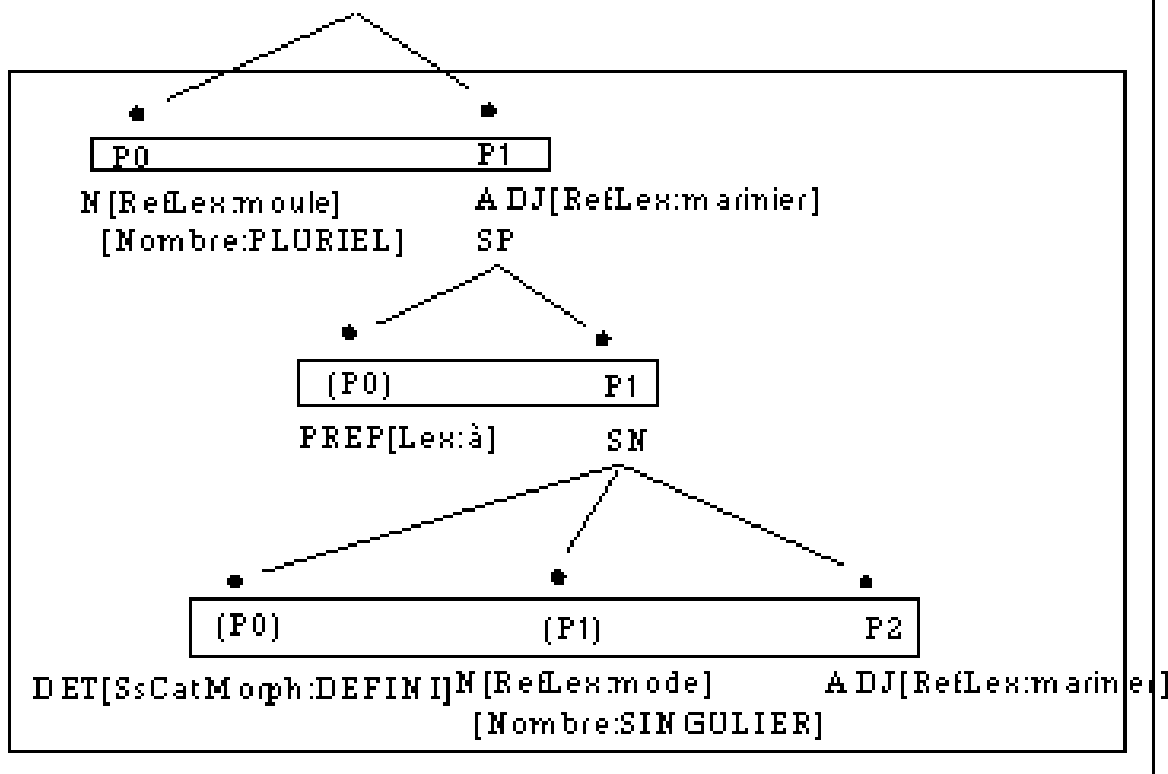 P0 P1
N[RefLex:moule] ADJ[RefLex:marinier]
[Nombre:PLURIEL] SP
(P0) P1
PREP[Lex:à] SN
(P0) (P1) P2
DET[SsCatMorph:DEFINI] N[RefLex:mode] ADJ[RefLex:marinier]
[Nombre:SINGULIER]